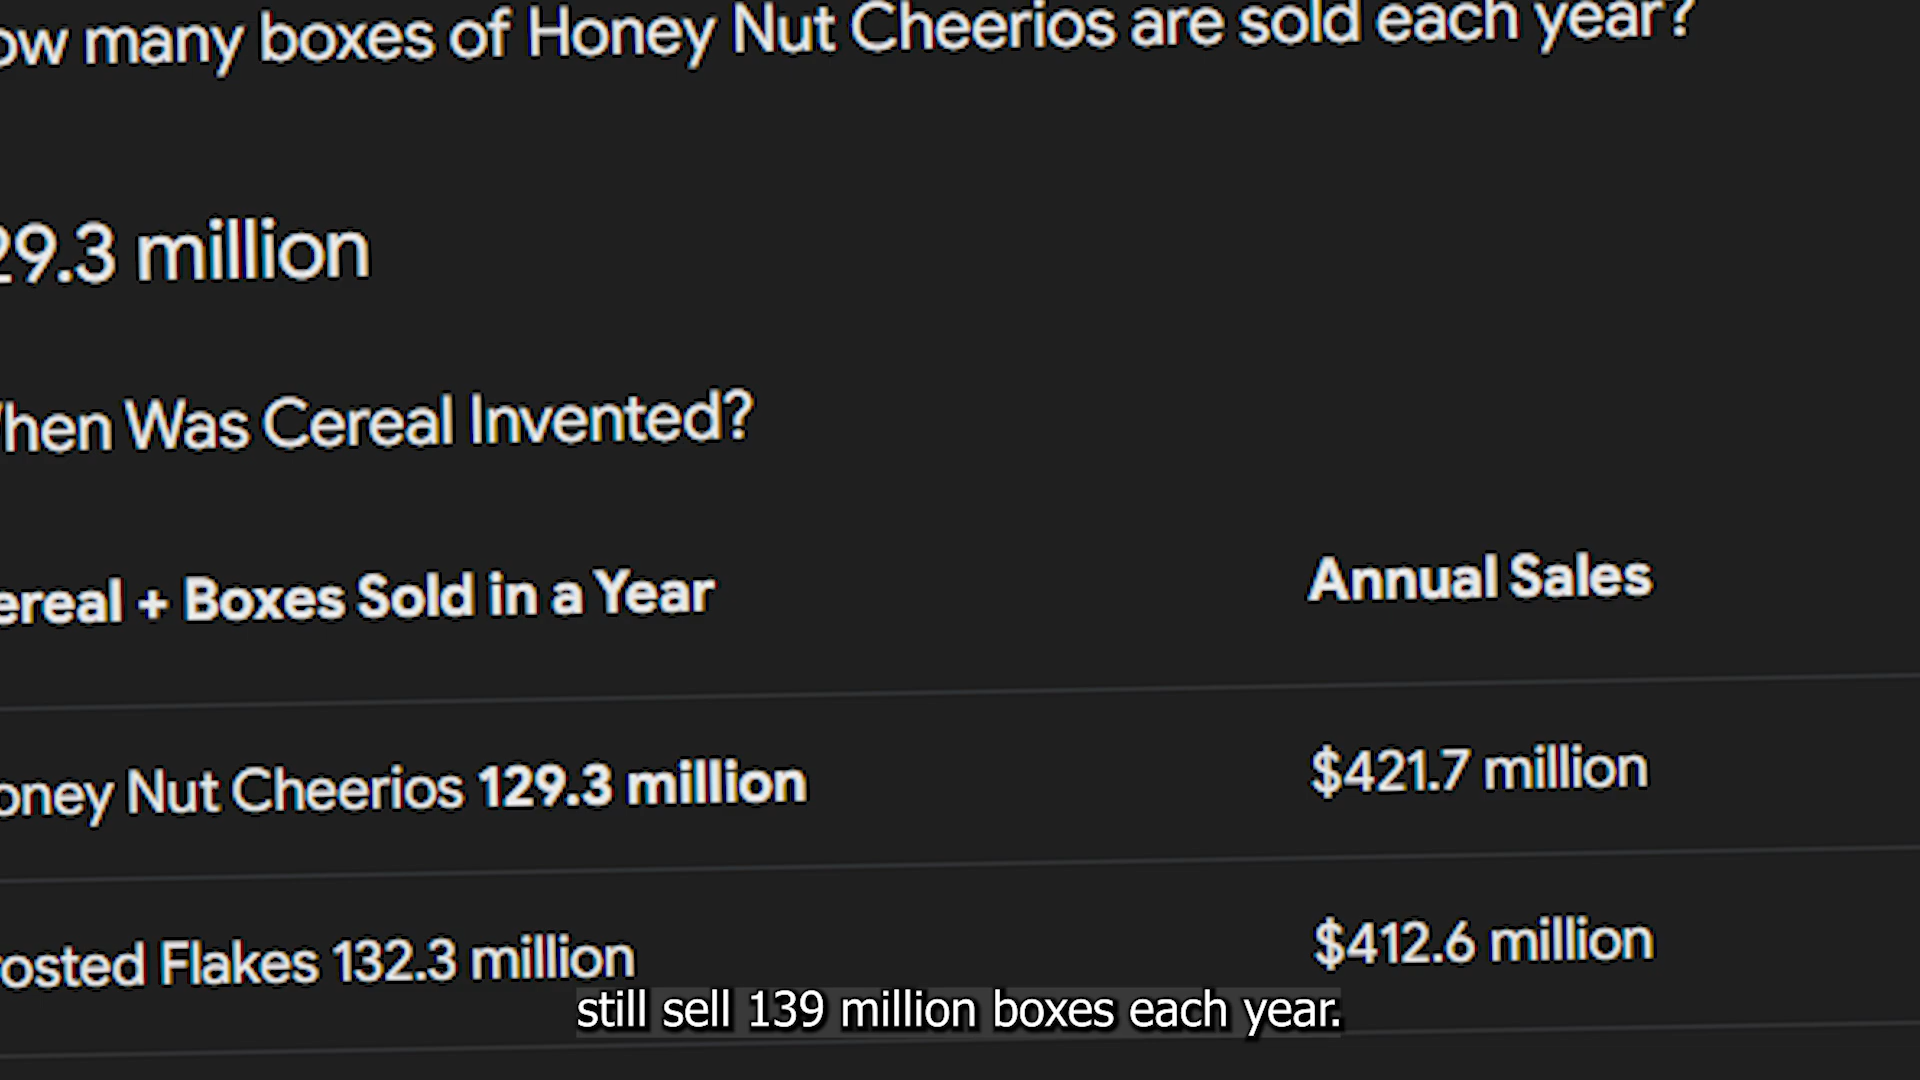 ow many boxes of Honey Nut Cheerios are sold each year?
29.3 million
hen Was Cereal Invented?
ereal + Boxes Sold in a Year Annual Sales
oney Nut Cheerios 129.3 million $421.7 million
rosted Flakes 132.3 million $412.6 million
still sell 139 million boxes each year.